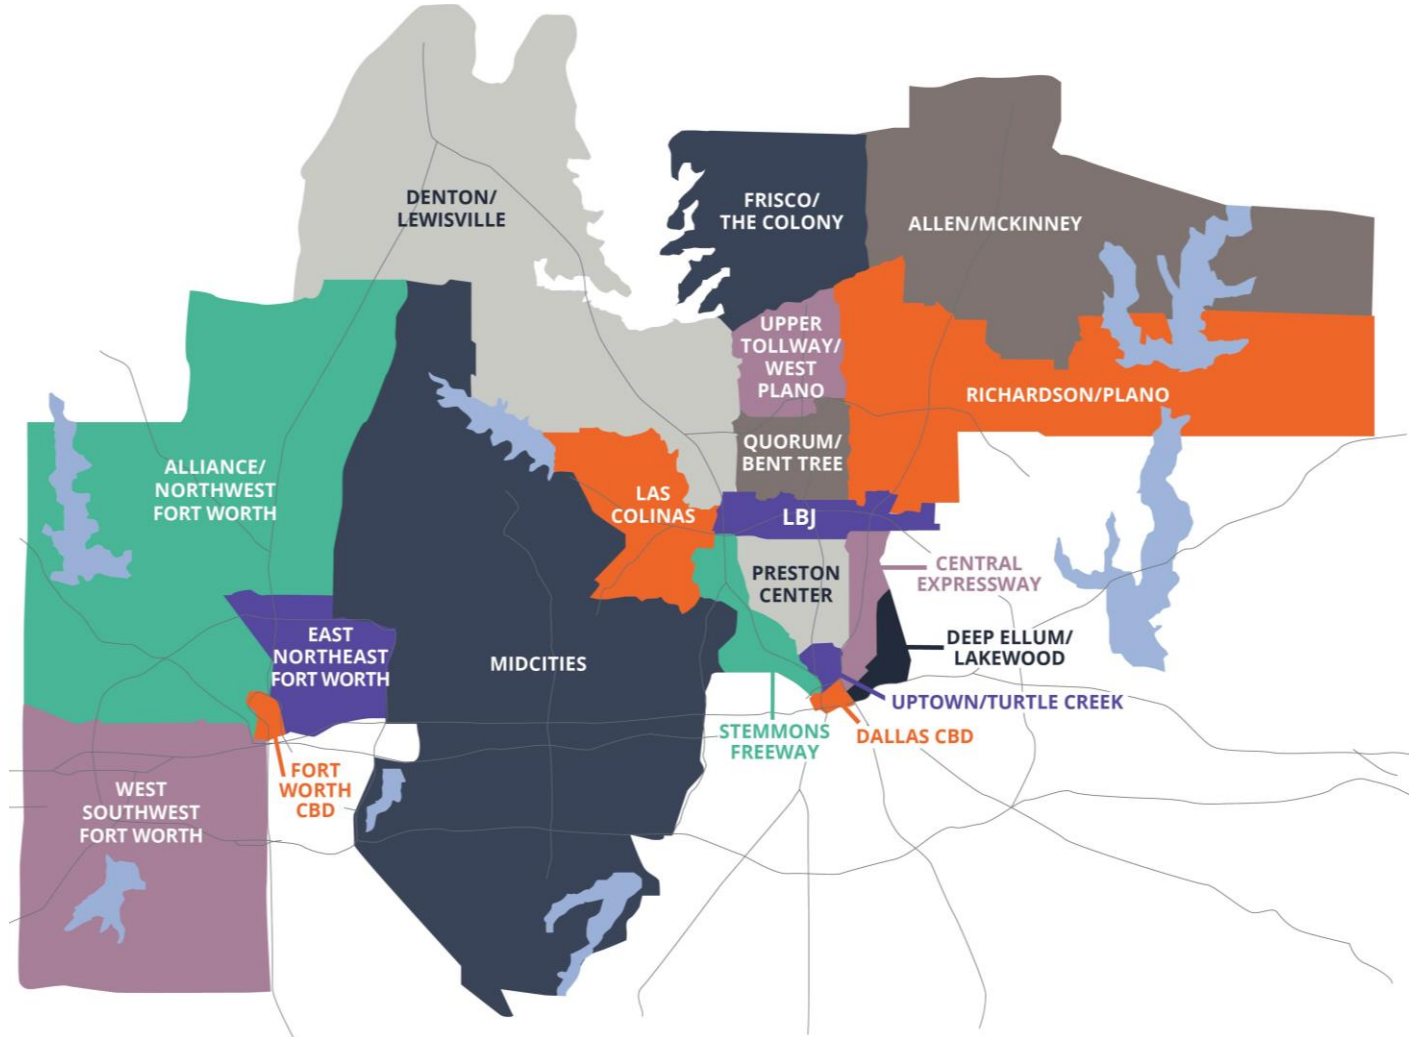 DENTON/
LEWISVILLE
FRISCO/
THE COLONY
ALLEN/MCKINNEY
UPPER
TOLLWAY/
WEST
PLANO
RICHARDSON/PLANO
QUORUM/
BENT TREE
ALLIANCE/
NORTHWEST
FORT WORTH
LAS
COLINAS
LBJ
PRESTON
CENTER
CENTRAL
EXPRESSWAY
EAST
NORTHEAST
FORT WORTH
MIDCITIES
DEEP ELLUM/
LAKEWOOD
UPTOWN/TURTLE CREEK
STEMMONS
FREEWAY
DALLAS CBD
FORT
WORTH
CBD
WEST
SOUTHWEST
FORT WORTH